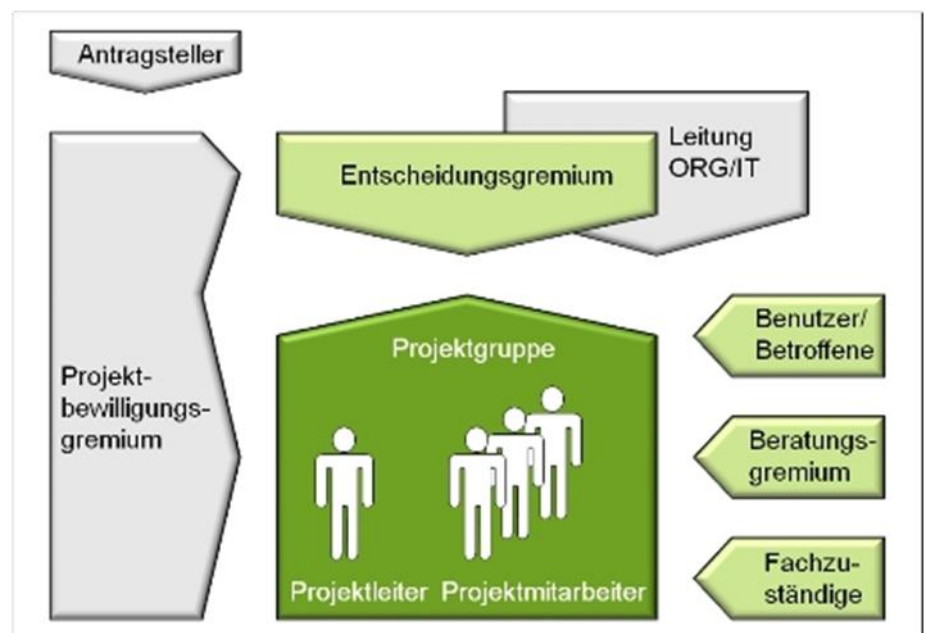 Antragsteller
Leitung
ORG/IT
Entscheidungsgremium
Projekt-
bewilligungs-
gremium
Projektgruppe
Projektleiter
Projektmitarbeiter
Benutzer/
Betroffene
Beratungs-
gremium
Fachzu-
ständige